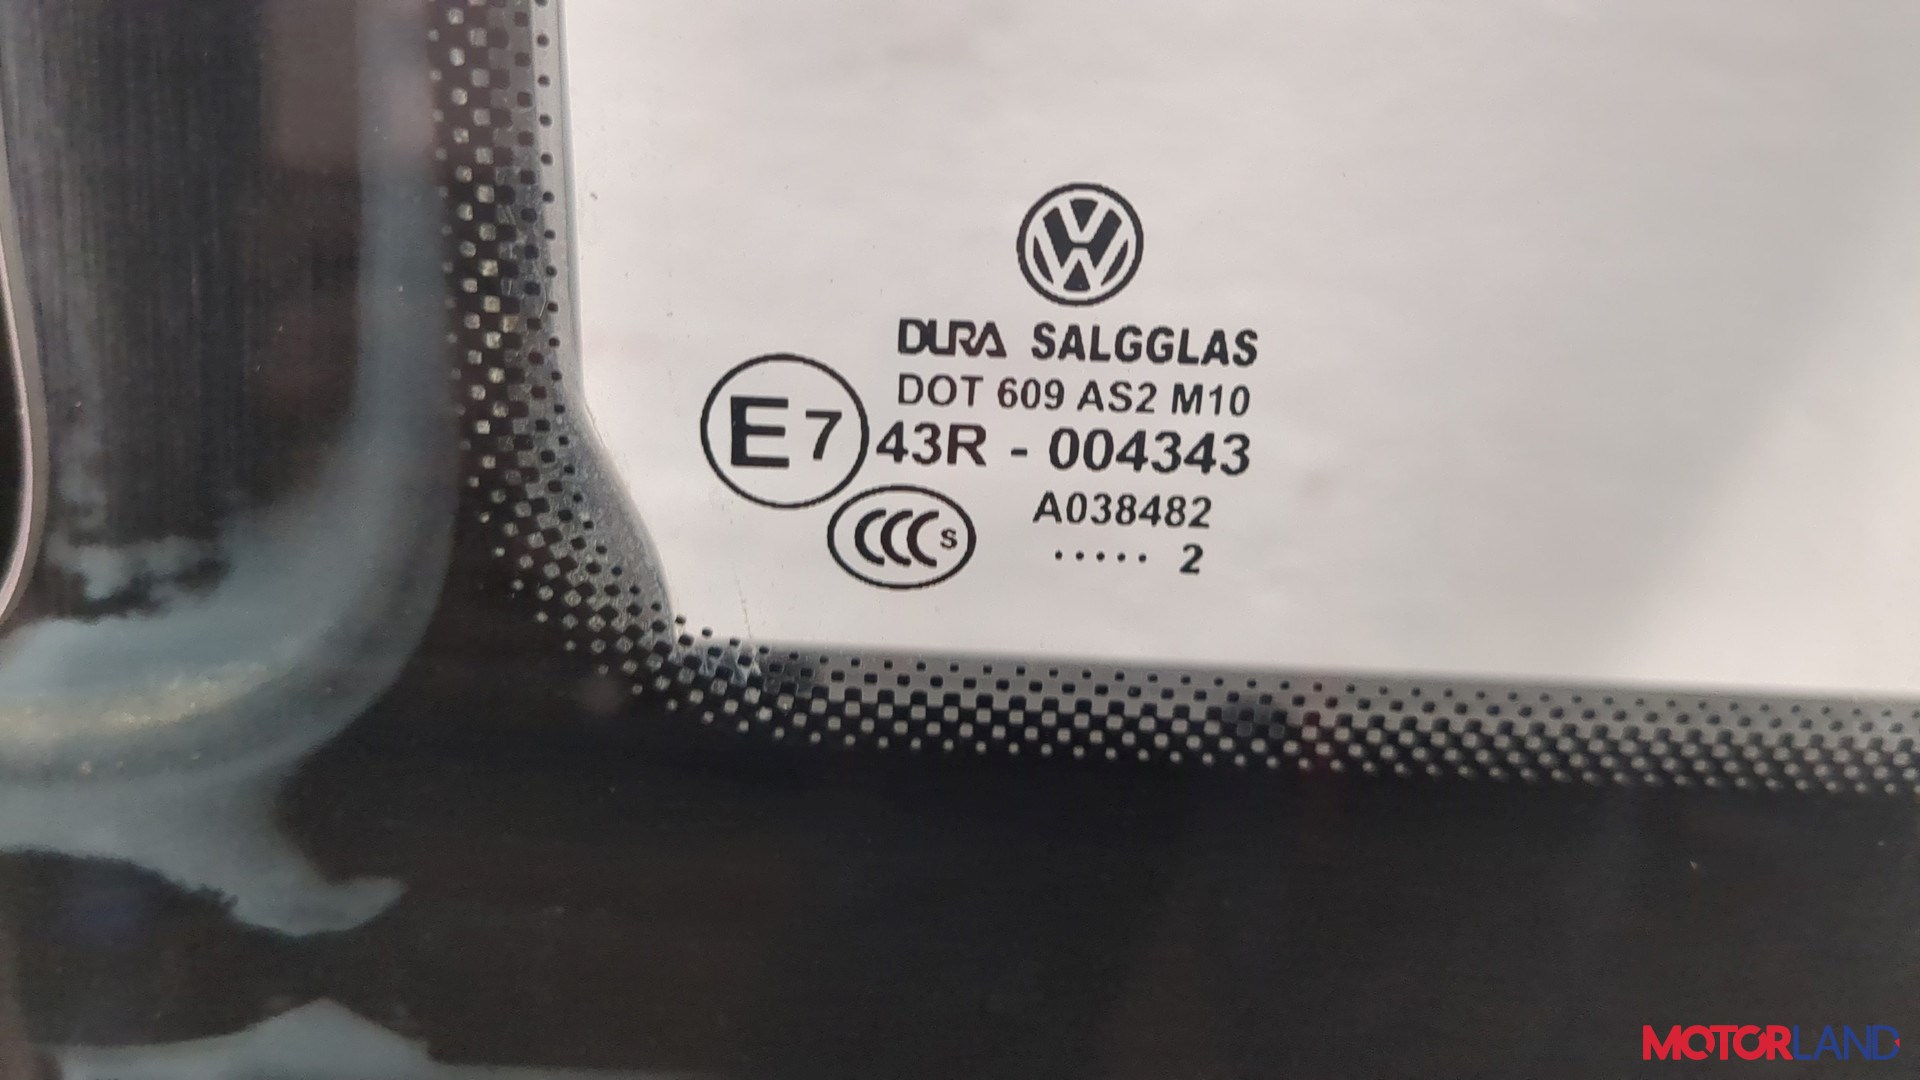 VW
DURA SALGGLAS
DOT 609 AS2 M10
E7 43R - 004343
CCC S A038482
..... 2
MOTORLAND